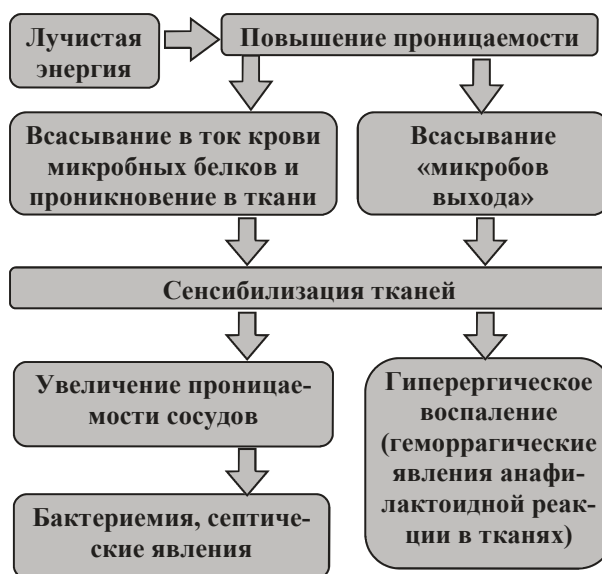 Лучистая
энергия
Повышение проницаемости
Всасывание в ток крови
микробных белков и
проникновение в ткани
Всасывание
«микробов
выхода»
Сенсибилизация тканей
Увеличение проницае-
мости сосудов
Гиперергическое
воспаление
(геморрагические
явления анафи-
лактоидной реак-
ции в тканях)
Бактериемия, септиче-
ские явления